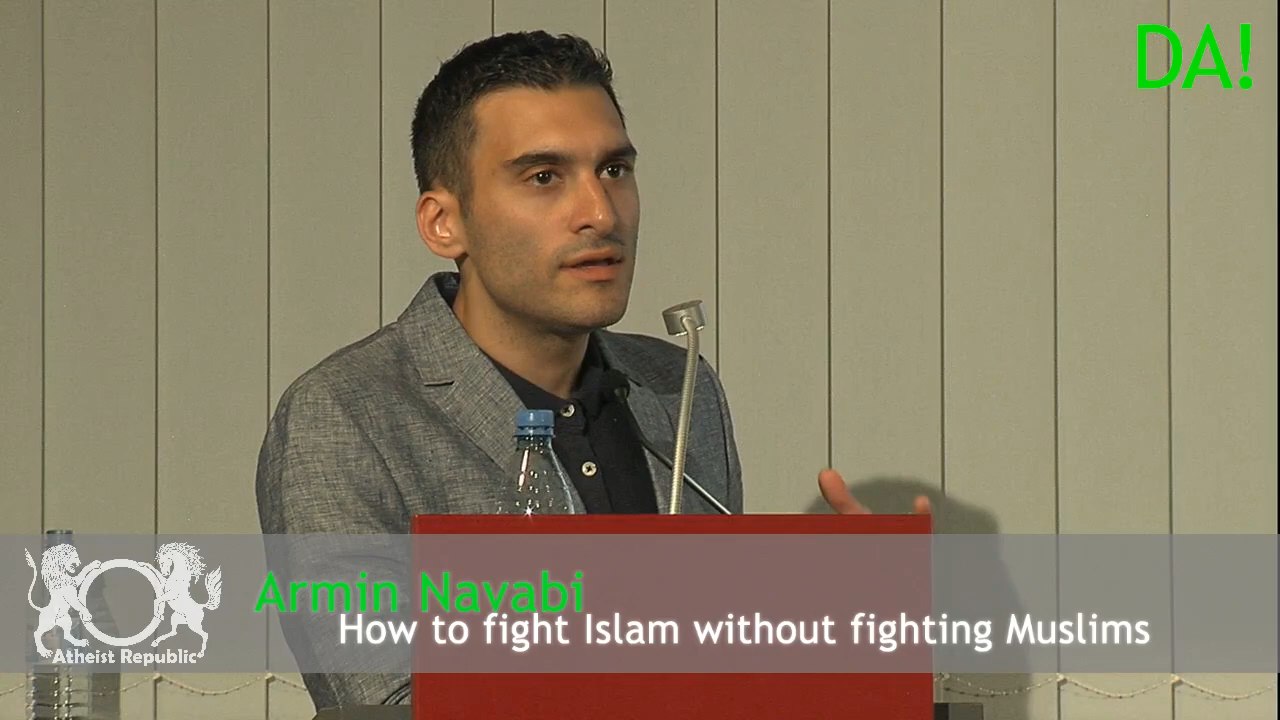 DA!
Armin Navabi
How to fight Islam without fighting Muslims
Atheist Republic